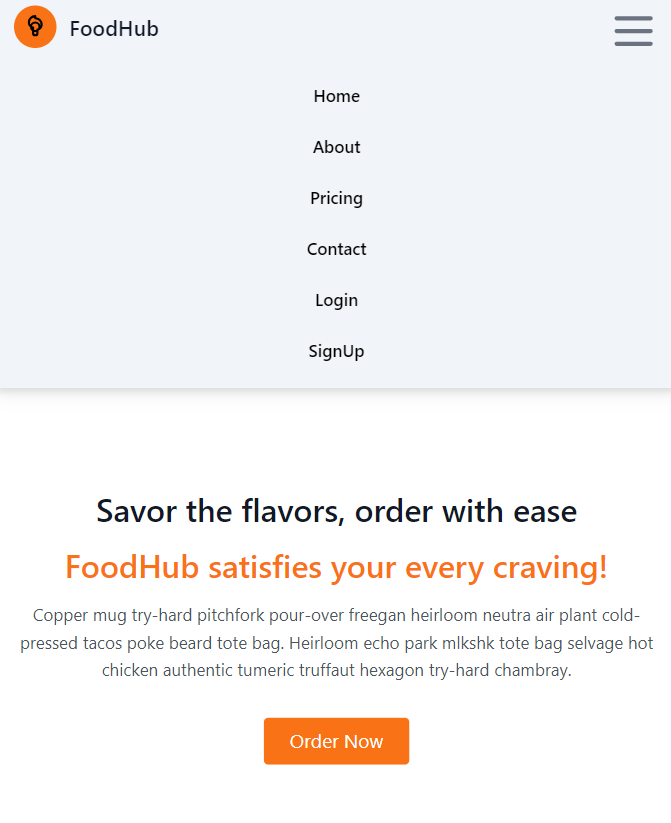 FoodHub
Home
About
Pricing
Contact
Login
SignUp
Savor the flavors, order with ease
FoodHub satisfies your every craving!
Copper mug try-hard pitchfork pour-over freegan heirloom neutra air plant cold-
pressed tacos poke beard tote bag. Heirloom echo park mlkshk tote bag selvage hot
chicken authentic tumeric truffaut hexagon try-hard chambray.
Order Now